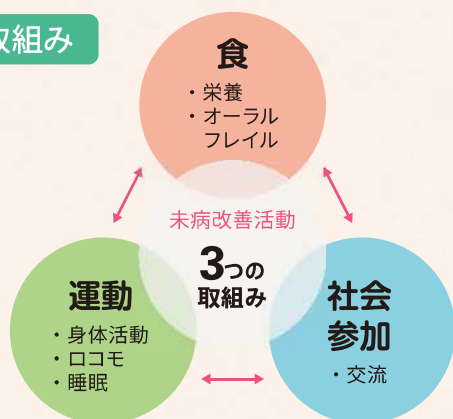 取組み
食
・栄養
・オーラル
フレイル
未病改善活動
3つの
取組み
運動
・身体活動
・ロコモ
・睡眠
社会
参加
・交流